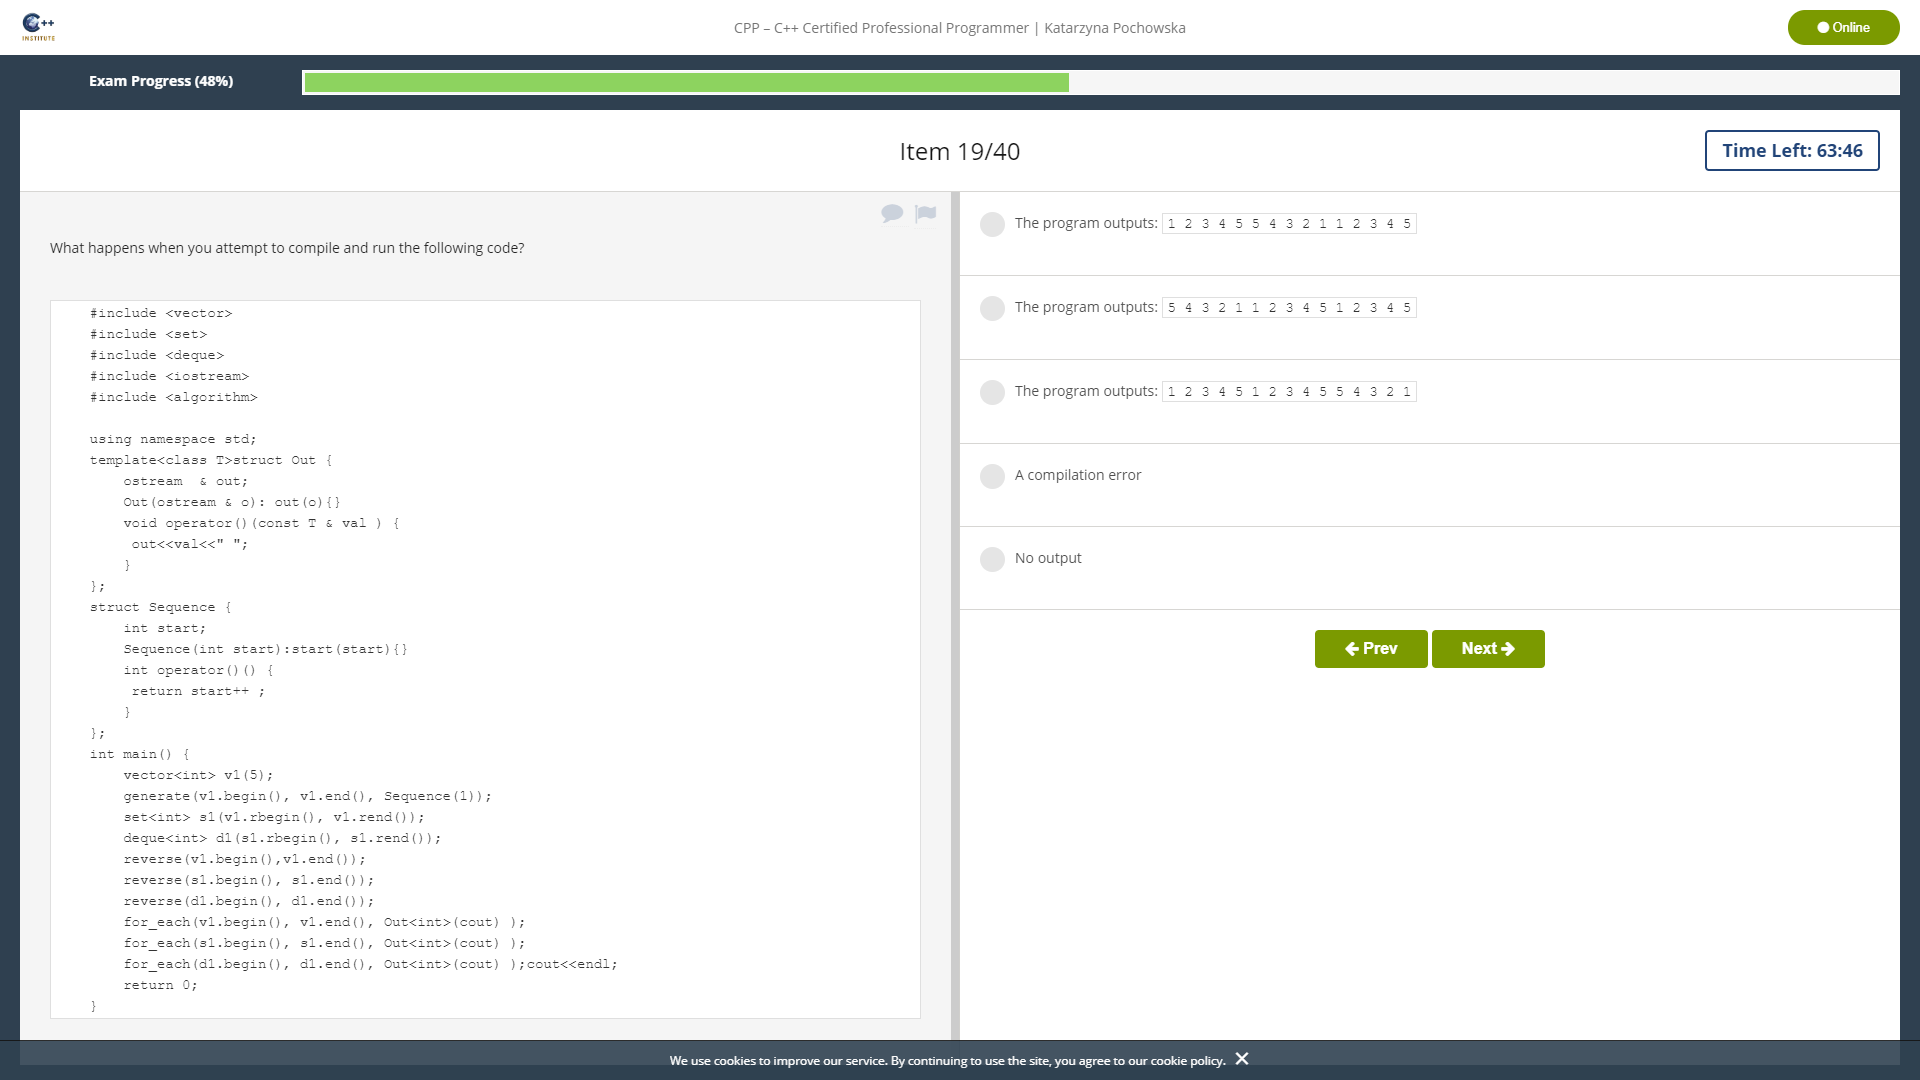 C++
INSTITUTE
CPP – C++ Certified Professional Programmer | Katarzyna Pochowska
Online
Exam Progress (48%)
Item 19/40
Time Left: 63:46
What happens when you attempt to compile and run the following code?
#include <vector>
#include <set>
#include <deque>
#include <iostream>
#include <algorithm>
using namespace std;
template<class T>struct Out {
    ostream  & out;
    Out(ostream & o): out(o){}
    void operator()(const T & val ) {
     out<<val<<" ";
    }
};
struct Sequence {
    int start;
    Sequence(int start):start(start){}
    int operator()() {
     return start++ ;
    }
};
int main() {
    vector<int> v1(5);
    generate(v1.begin(), v1.end(), Sequence(1));
    set<int> s1(v1.rbegin(), v1.rend());
    deque<int> d1(s1.rbegin(), s1.rend());
    reverse(v1.begin(),v1.end());
    reverse(s1.begin(), s1.end());
    reverse(d1.begin(), d1.end());
    for_each(v1.begin(), v1.end(), Out<int>(cout) );
    for_each(s1.begin(), s1.end(), Out<int>(cout) );
    for_each(d1.begin(), d1.end(), Out<int>(cout) );cout<<endl;
    return 0;
}
The program outputs: 1 2 3 4 5 5 4 3 2 1 1 2 3 4 5
The program outputs: 5 4 3 2 1 1 2 3 4 5 1 2 3 4 5
The program outputs: 1 2 3 4 5 1 2 3 4 5 5 4 3 2 1
A compilation error
No output
Prev
Next
We use cookies to improve our service. By continuing to use the site, you agree to our cookie policy.